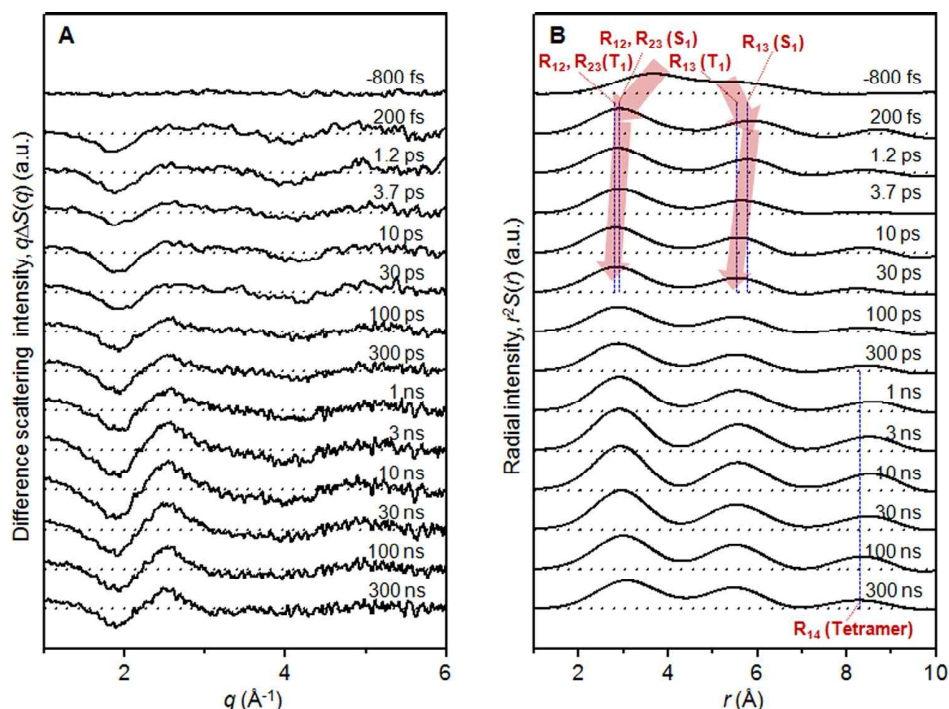 A
Difference scattering intensity, qΔS(q) (a.u.)
-800 fs
200 fs
1.2 ps
3.7 ps
10 ps
30 ps
100 ps
300 ps
1 ns
3 ns
10 ns
30 ns
100 ns
300 ns
2 4 6
q (Å⁻¹)
B
Radial intensity, r²S(r) (a.u.)
R₁₂, R₂₃ (S₁)
R₁₂, R₂₃(T₁)
R₁₃ (T₁)
R₁₃ (S₁)
-800 fs
200 fs
1.2 ps
3.7 ps
10 ps
30 ps
100 ps
300 ps
1 ns
3 ns
10 ns
30 ns
100 ns
300 ns
R₁₄ (Tetramer)
2 4 6 8 10
r (Å)